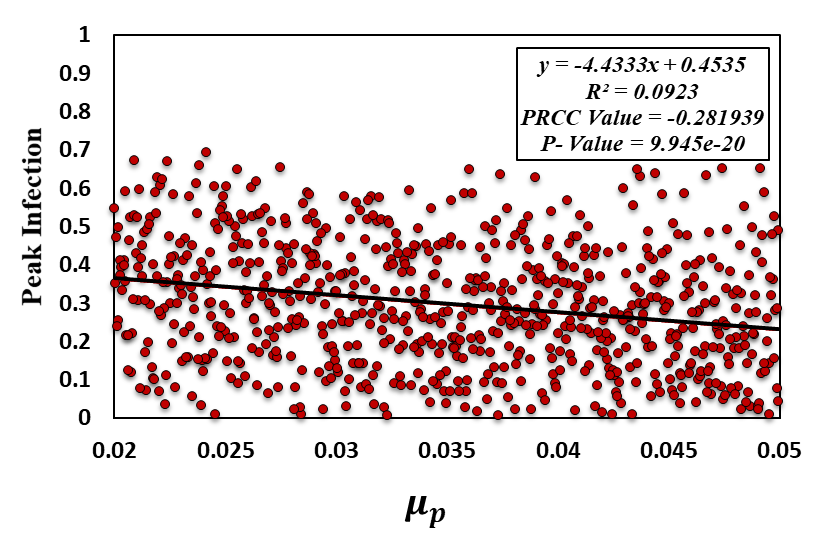 y = -4.4333x + 0.4535
R² = 0.0923
PRCC Value = -0.281939
P- Value = 9.945e-20
Peak Infection
1
0.9
0.8
0.7
0.6
0.5
0.4
0.3
0.2
0.1
0
0.02 0.025 0.03 0.035 0.04 0.045 0.05
μp